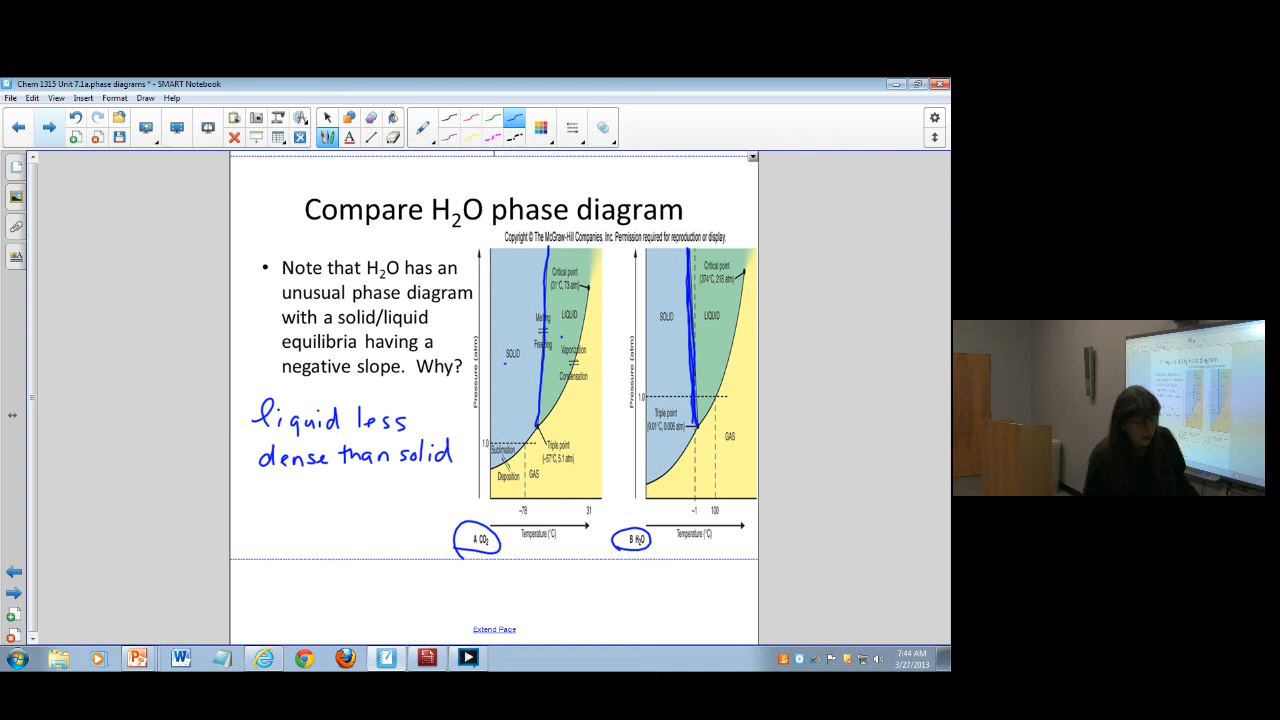 Chem 1315 Unit 7.1a.phase diagrams * - SMART Notebook
File Edit View Insert Format Draw Help
Compare H₂O phase diagram
Copyright © The McGraw-Hill Companies, Inc. Permission required for reproduction or display.
• Note that H₂O has an
unusual phase diagram
with a solid/liquid
equilibria having a
negative slope. Why?
liquid less
dense than solid
Pressure (atm)
Critical point
(31°C, 73 atm)
LIQUID
Melting
Freezing
SOLID
Vaporization
Condensation
1.0
Sublimation
Deposition
GAS
Triple point
(–57°C, 5.1 atm)
–78
31
Temperature (°C)
A CO₂
Pressure (atm)
Critical point
(374°C, 218 atm)
SOLID
LIQUID
1.0
Triple point
(0.01°C, 0.006 atm)
GAS
–1
100
Temperature (°C)
B H₂O
Extend Page
7:44 AM
3/27/2013